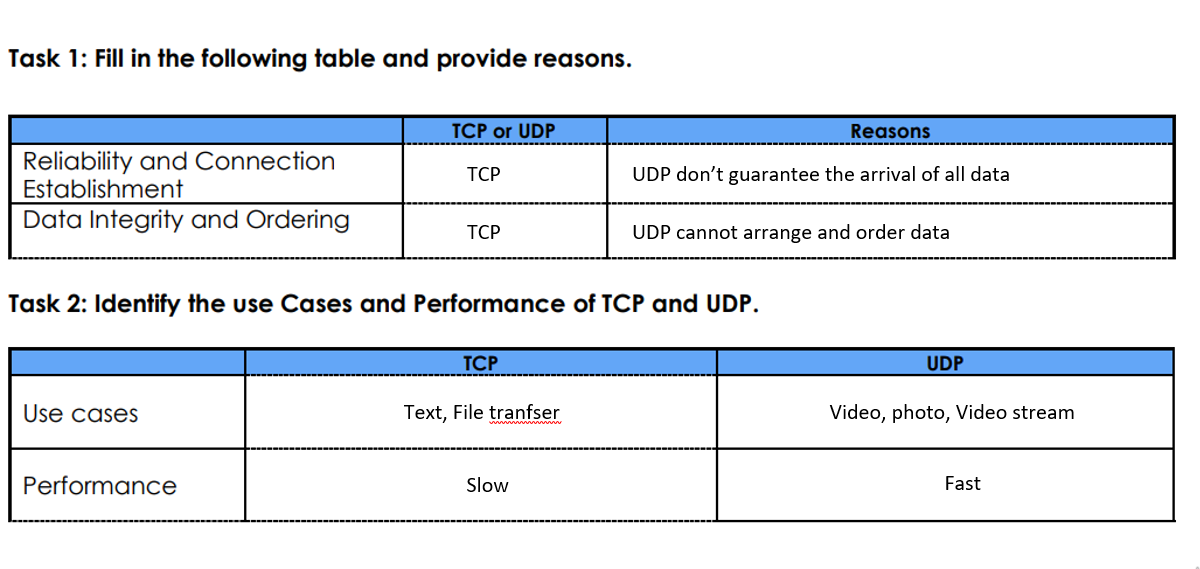 Task 1: Fill in the following table and provide reasons.
TCP or UDP
Reasons
Reliability and Connection
Establishment
TCP
UDP don’t guarantee the arrival of all data
Data Integrity and Ordering
TCP
UDP cannot arrange and order data
Task 2: Identify the use Cases and Performance of TCP and UDP.
TCP
UDP
Use cases
Text, File tranfser
Video, photo, Video stream
Performance
Slow
Fast